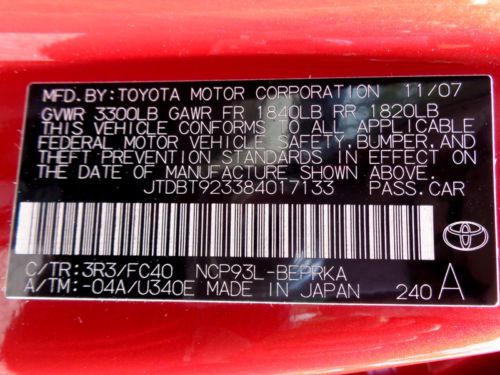 MFD. BY: TOYOTA MOTOR CORPORATION 11/07
GVWR 3300LB GAWR FR 1840LB RR 1820LB
THIS VEHICLE CONFORMS TO ALL APPLICABLE
FEDERAL MOTOR VEHICLE SAFETY, BUMPER, AND
THEFT PREVENTION STANDARDS IN EFFECT ON
THE DATE OF MANUFACTURE SHOWN ABOVE.
JTDBT923384017133 PASS. CAR
C/TR: 3R3/FC40 NCP93L-BEPRKA A
A/TM: -04A/U340E MADE IN JAPAN 240